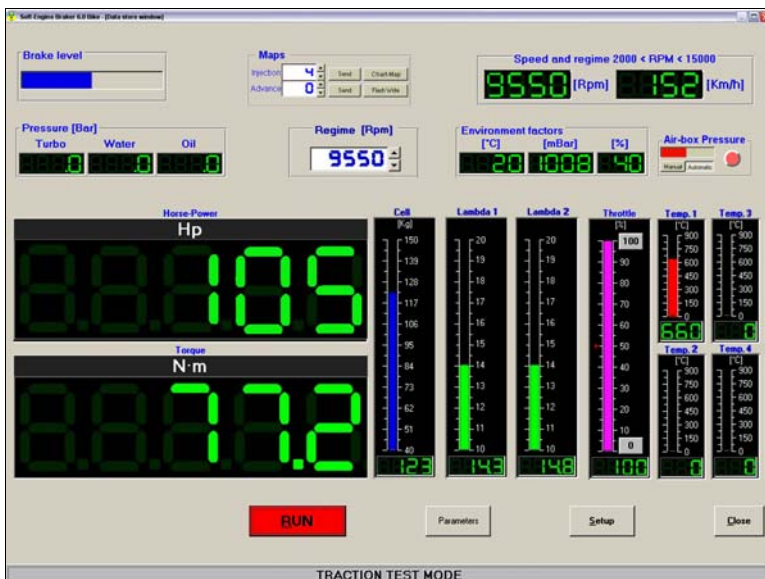 Soft-Engine Braker 6.0 Bike - [Data store window]
Brake level
Maps
Injection 4 Send Chart-Map
Advance 0 Send Flash Write
Speed and regime 2000 < RPM < 15000
9550 [Rpm] 152 [Km/h]
Pressure [Bar]
Turbo Water Oil
.0 .0 .0
Regime [Rpm]
9550
Environment factors
[°C] [mBar] [%]
20 1008 40
Air-box Pressure
Manual Automatic
Horse-Power
Hp
105
Torque
N·m
77.2
Cell
[Kg]
150
139
128
117
106
95
84
73
62
51
40
123
Lambda 1
20
19
18
17
16
15
14
13
12
11
10
14.3
Lambda 2
20
19
18
17
16
15
14
13
12
11
10
14.8
Throttle
[%]
100
90
80
70
60
50
40
30
20
10
0
100
Temp. 1
[°C]
900
750
600
450
300
150
0
660
Temp. 3
[°C]
900
750
600
450
300
150
0
0
Temp. 2
[°C]
900
750
600
450
300
150
0
0
Temp. 4
[°C]
900
750
600
450
300
150
0
0
RUN Parameters Setup Close
TRACTION TEST MODE